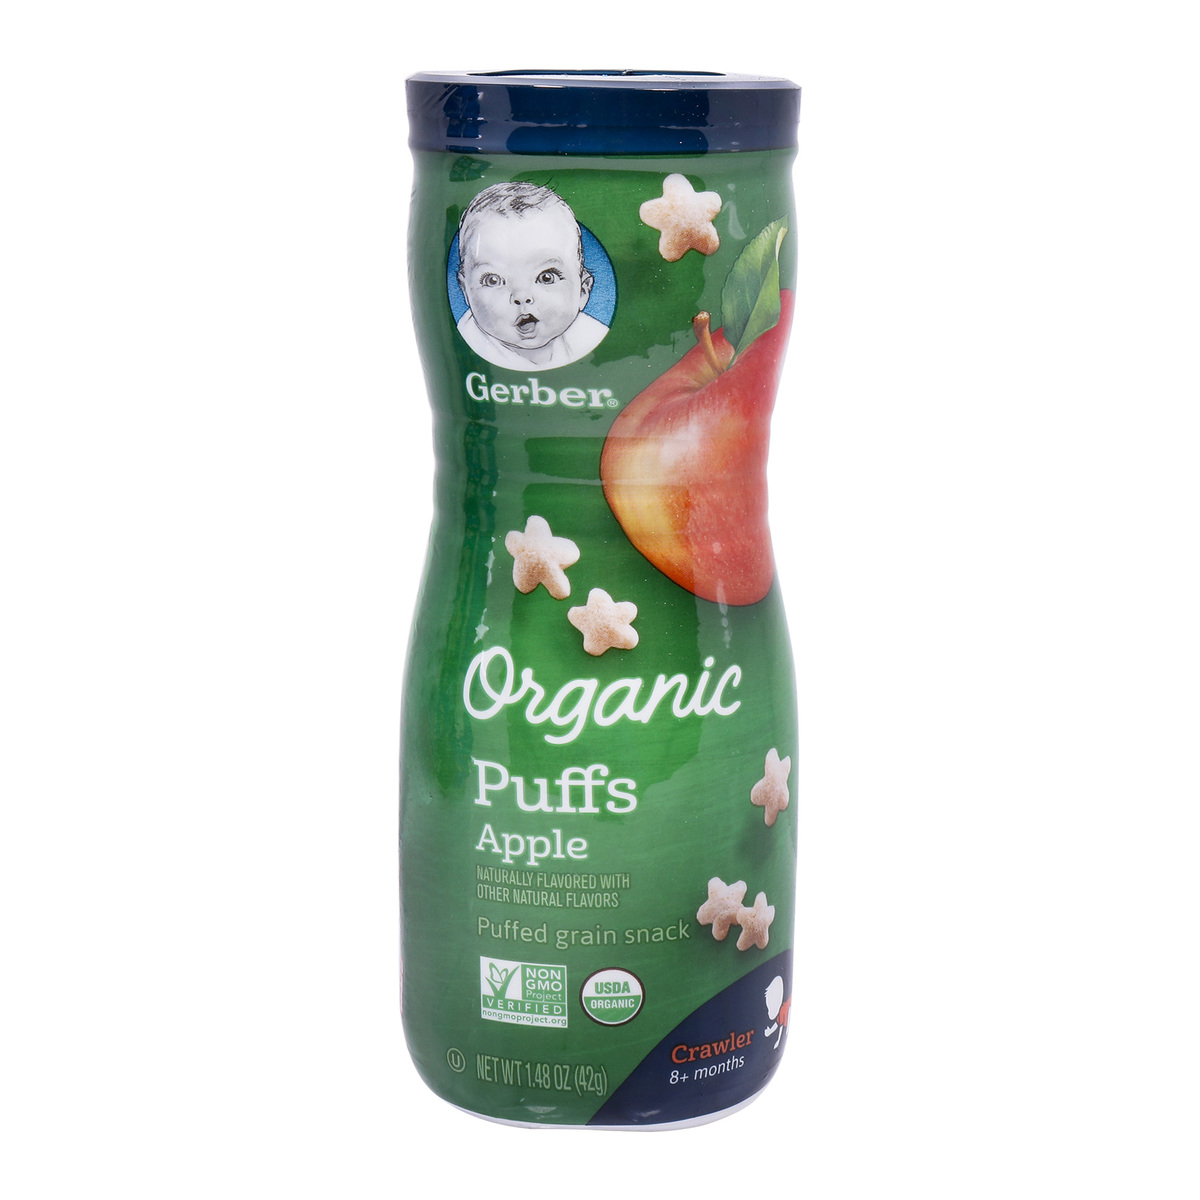 Gerber®
Organic
Puffs
Apple
NATURALLY FLAVORED WITH
OTHER NATURAL FLAVORS
Puffed grain snack
NON
GMO
Project
VERIFIED
nongmoproject.org
USDA
ORGANIC
Crawler
8+ months
U
NET WT 1.48 OZ (42g)